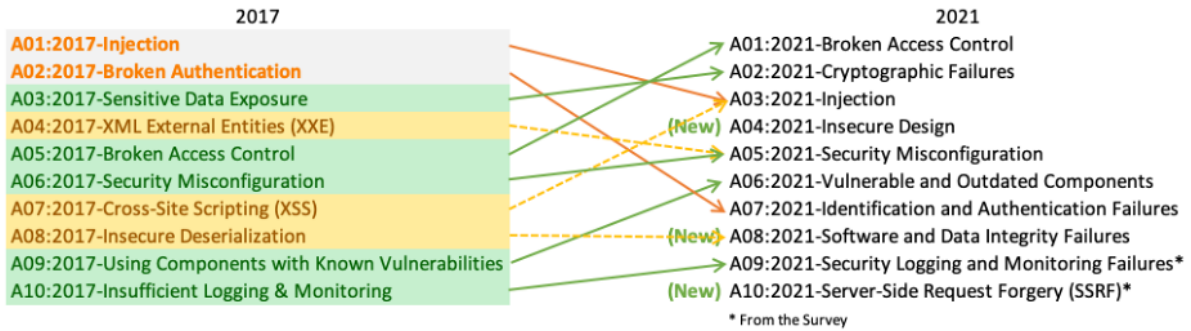 2017
A01:2017-Injection
A02:2017-Broken Authentication
A03:2017-Sensitive Data Exposure
A04:2017-XML External Entities (XXE)
A05:2017-Broken Access Control
A06:2017-Security Misconfiguration
A07:2017-Cross-Site Scripting (XSS)
A08:2017-Insecure Deserialization
A09:2017-Using Components with Known Vulnerabilities
A10:2017-Insufficient Logging & Monitoring
2021
A01:2021-Broken Access Control
A02:2021-Cryptographic Failures
A03:2021-Injection
(New) A04:2021-Insecure Design
A05:2021-Security Misconfiguration
A06:2021-Vulnerable and Outdated Components
A07:2021-Identification and Authentication Failures
(New) A08:2021-Software and Data Integrity Failures
A09:2021-Security Logging and Monitoring Failures*
(New) A10:2021-Server-Side Request Forgery (SSRF)*
* From the Survey